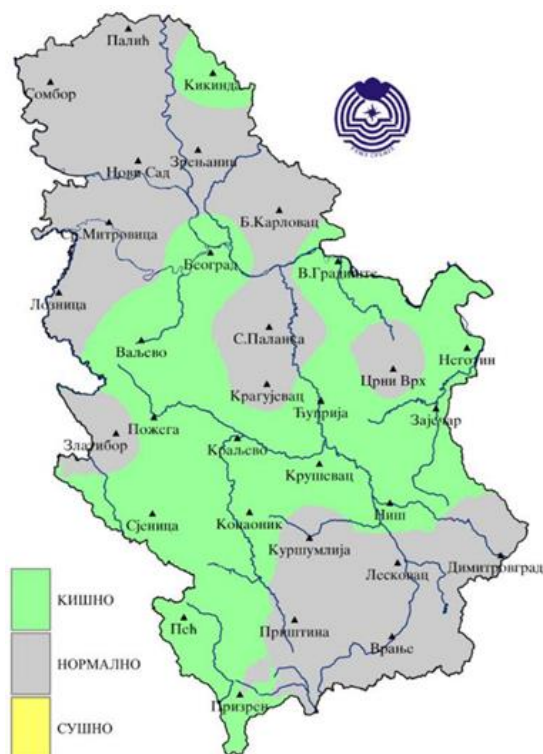 Палић
Кикинда
Сомбор
Зрењанин
Нови Сад
Б.Карловац
Ср.Митровица
Београд
В.Градиште
Лозница
С.Паланка
Ваљево
Неготин
Црни Врх
Крагујевац
Ћуприја
Зајечар
Пожега
Златибор
Краљево
Крушевац
Ниш
Сјеница
Копаоник
Куршумлија
Димитровград
Лесковац
Пећ
Приштина
Врање
Призрен
КИШНО
НОРМАЛНО
СУШНО